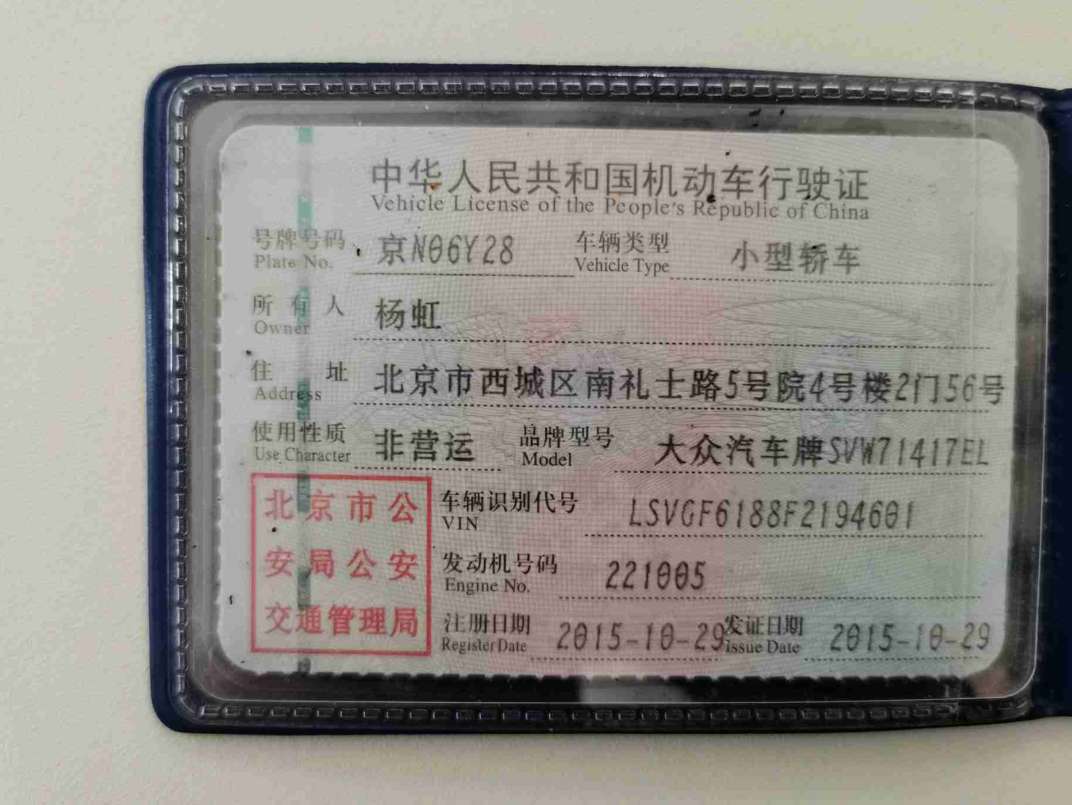 中华人民共和国机动车行驶证
Vehicle License of the People's Republic of China
号牌号码 京N06Y28 车辆类型 小型轿车
Plate No. Vehicle Type
所有人 杨虹
Owner
住址 北京市西城区南礼士路5号院4号楼2门56号
Address
使用性质 非营运 品牌型号 大众汽车牌SVW71417EL
Use Character Model
北京市公 车辆识别代号 LSVGF6188F2194601
VIN
安局公安 发动机号码 221005
Engine No.
交通管理局 注册日期 2015-10-29 发证日期 2015-10-29
Register Date Issue Date